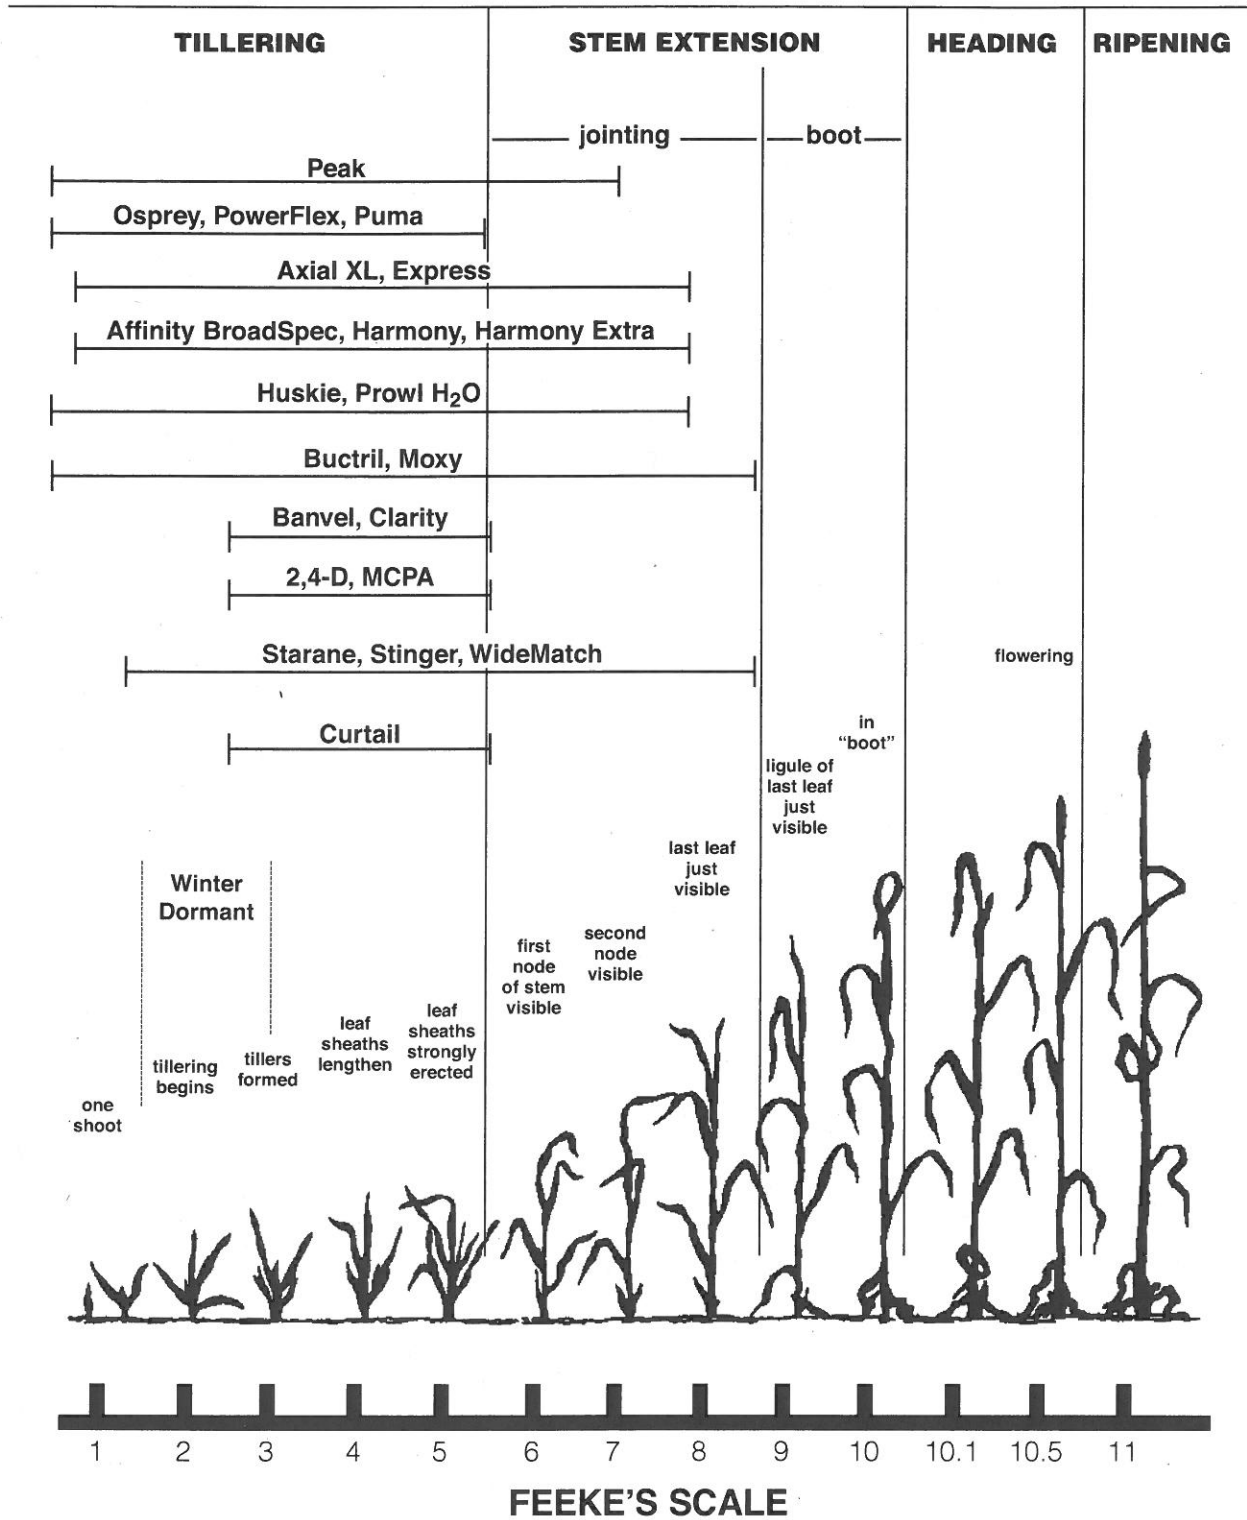 TILLERING
STEM EXTENSION
HEADING
RIPENING
jointing
boot
Peak
Osprey, PowerFlex, Puma
Axial XL, Express
Affinity BroadSpec, Harmony, Harmony Extra
Huskie, Prowl H₂O
Buctril, Moxy
Banvel, Clarity
2,4-D, MCPA
Starane, Stinger, WideMatch
Curtail
Winter
Dormant
one
shoot
tillering
begins
tillers
formed
leaf
sheaths
lengthen
leaf
sheaths
strongly
erected
first
node
of stem
visible
second
node
visible
last leaf
just
visible
ligule of
last leaf
just
visible
in
“boot”
flowering
1 2 3 4 5 6 7 8 9 10 10.1 10.5 11
FEEKE'S SCALE